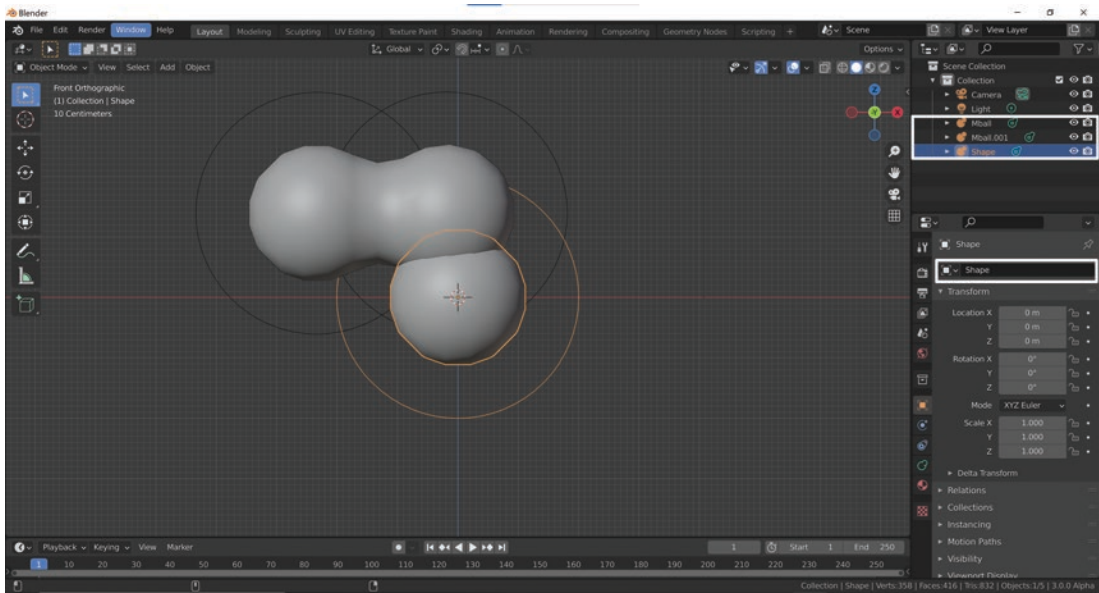 Blender
File Edit Render Window Help Layout Modeling Sculpting UV Editing Texture Paint Shading Animation Rendering Compositing Geometry Nodes Scripting + Scene View Layer
Global Options
Object Mode View Select Add Object
Front Orthographic
(1) Collection | Shape
10 Centimeters
Z
-Y
X
Scene Collection
Collection
Camera
Light
Mball
Mball.001
Shape
Shape
Shape
Transform
Location X 0 m
Y 0 m
Z 0 m
Rotation X 0°
Y 0°
Z 0°
Mode XYZ Euler
Scale X 1.000
Y 1.000
Z 1.000
Delta Transform
Relations
Collections
Instancing
Motion Paths
Visibility
Viewport Display
Playback Keying View Marker 1 Start 1 End 250
1 10 20 30 40 50 60 70 80 90 100 110 120 130 140 150 160 170 180 190 200 210 220 230 240 250
Collection | Shape | Verts:358 | Faces:416 | Tris:832 | Objects:1/5 | 3.0.0 Alpha